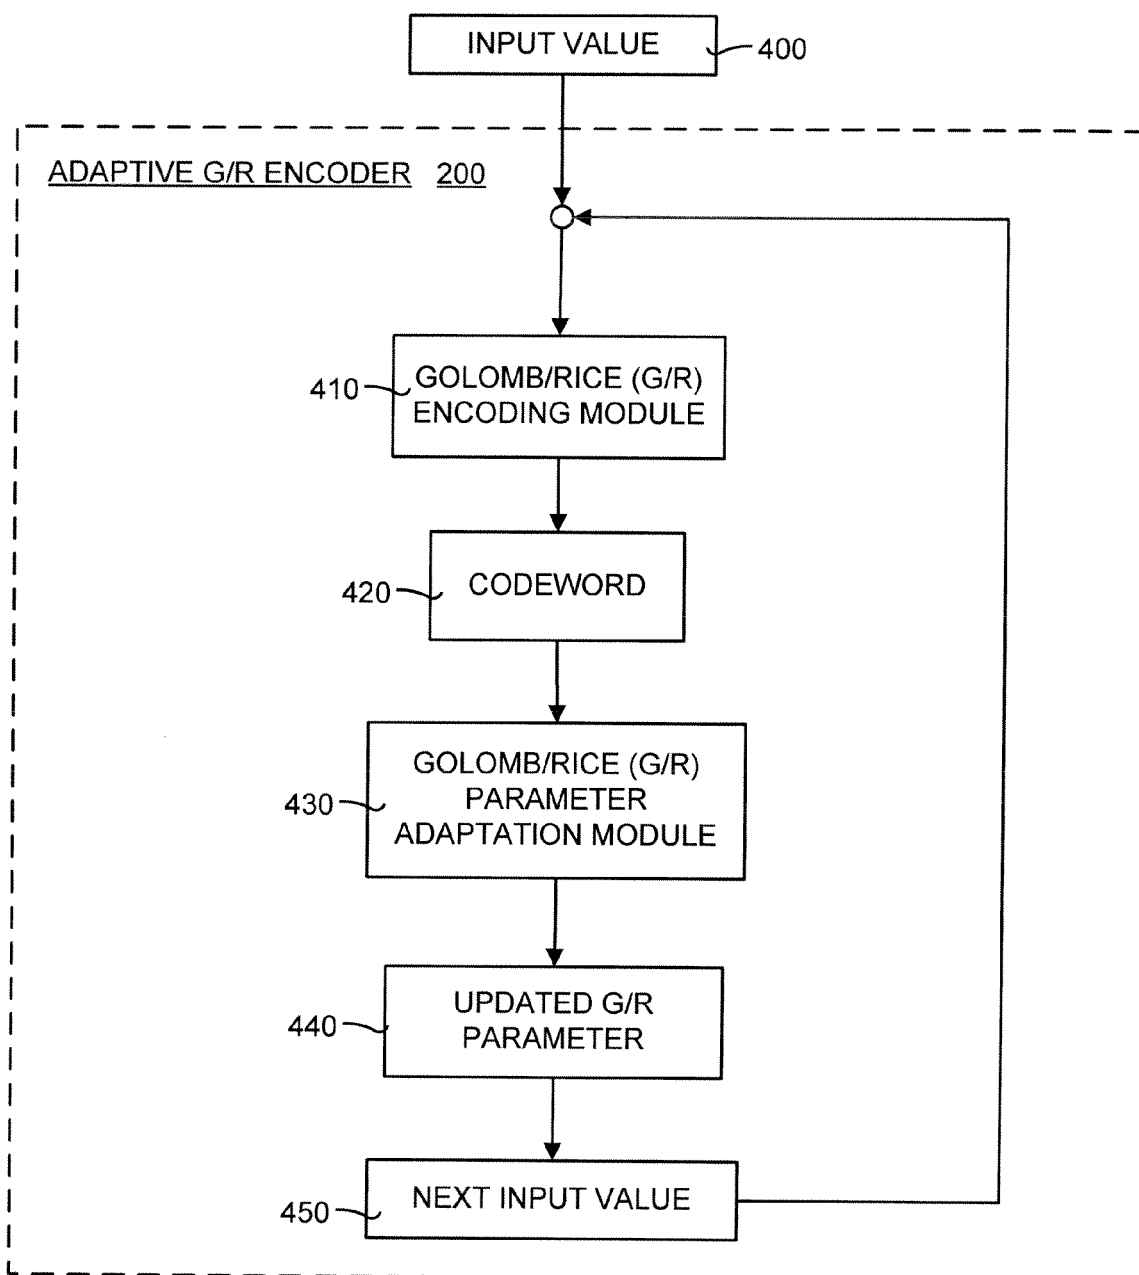 INPUT VALUE
400
ADAPTIVE G/R ENCODER 200
410
GOLOMB/RICE (G/R)
ENCODING MODULE
420
CODEWORD
430
GOLOMB/RICE (G/R)
PARAMETER
ADAPTATION MODULE
440
UPDATED G/R
PARAMETER
450
NEXT INPUT VALUE